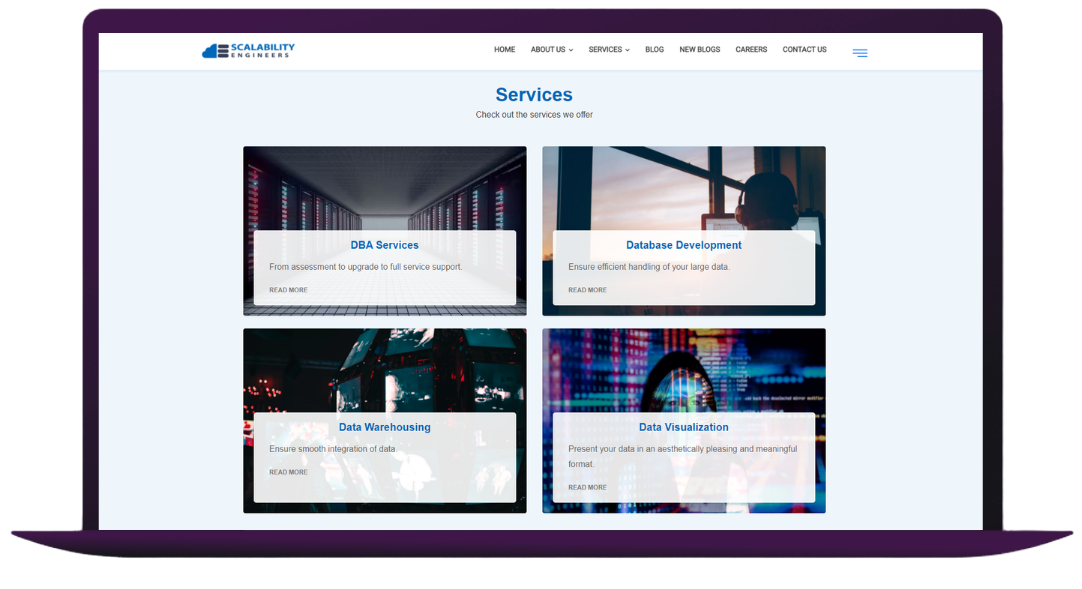 SCALABILITY
ENGINEERS
HOME ABOUT US SERVICES BLOG NEW BLOGS CAREERS CONTACT US
Services
Check out the services we offer
DBA Services
From assessment to upgrade to full service support.
READ MORE
Database Development
Ensure efficient handling of your large data.
READ MORE
Data Warehousing
Ensure smooth integration of data
READ MORE
Data Visualization
Present your data in an aesthetically pleasing and meaningful
format.
READ MORE